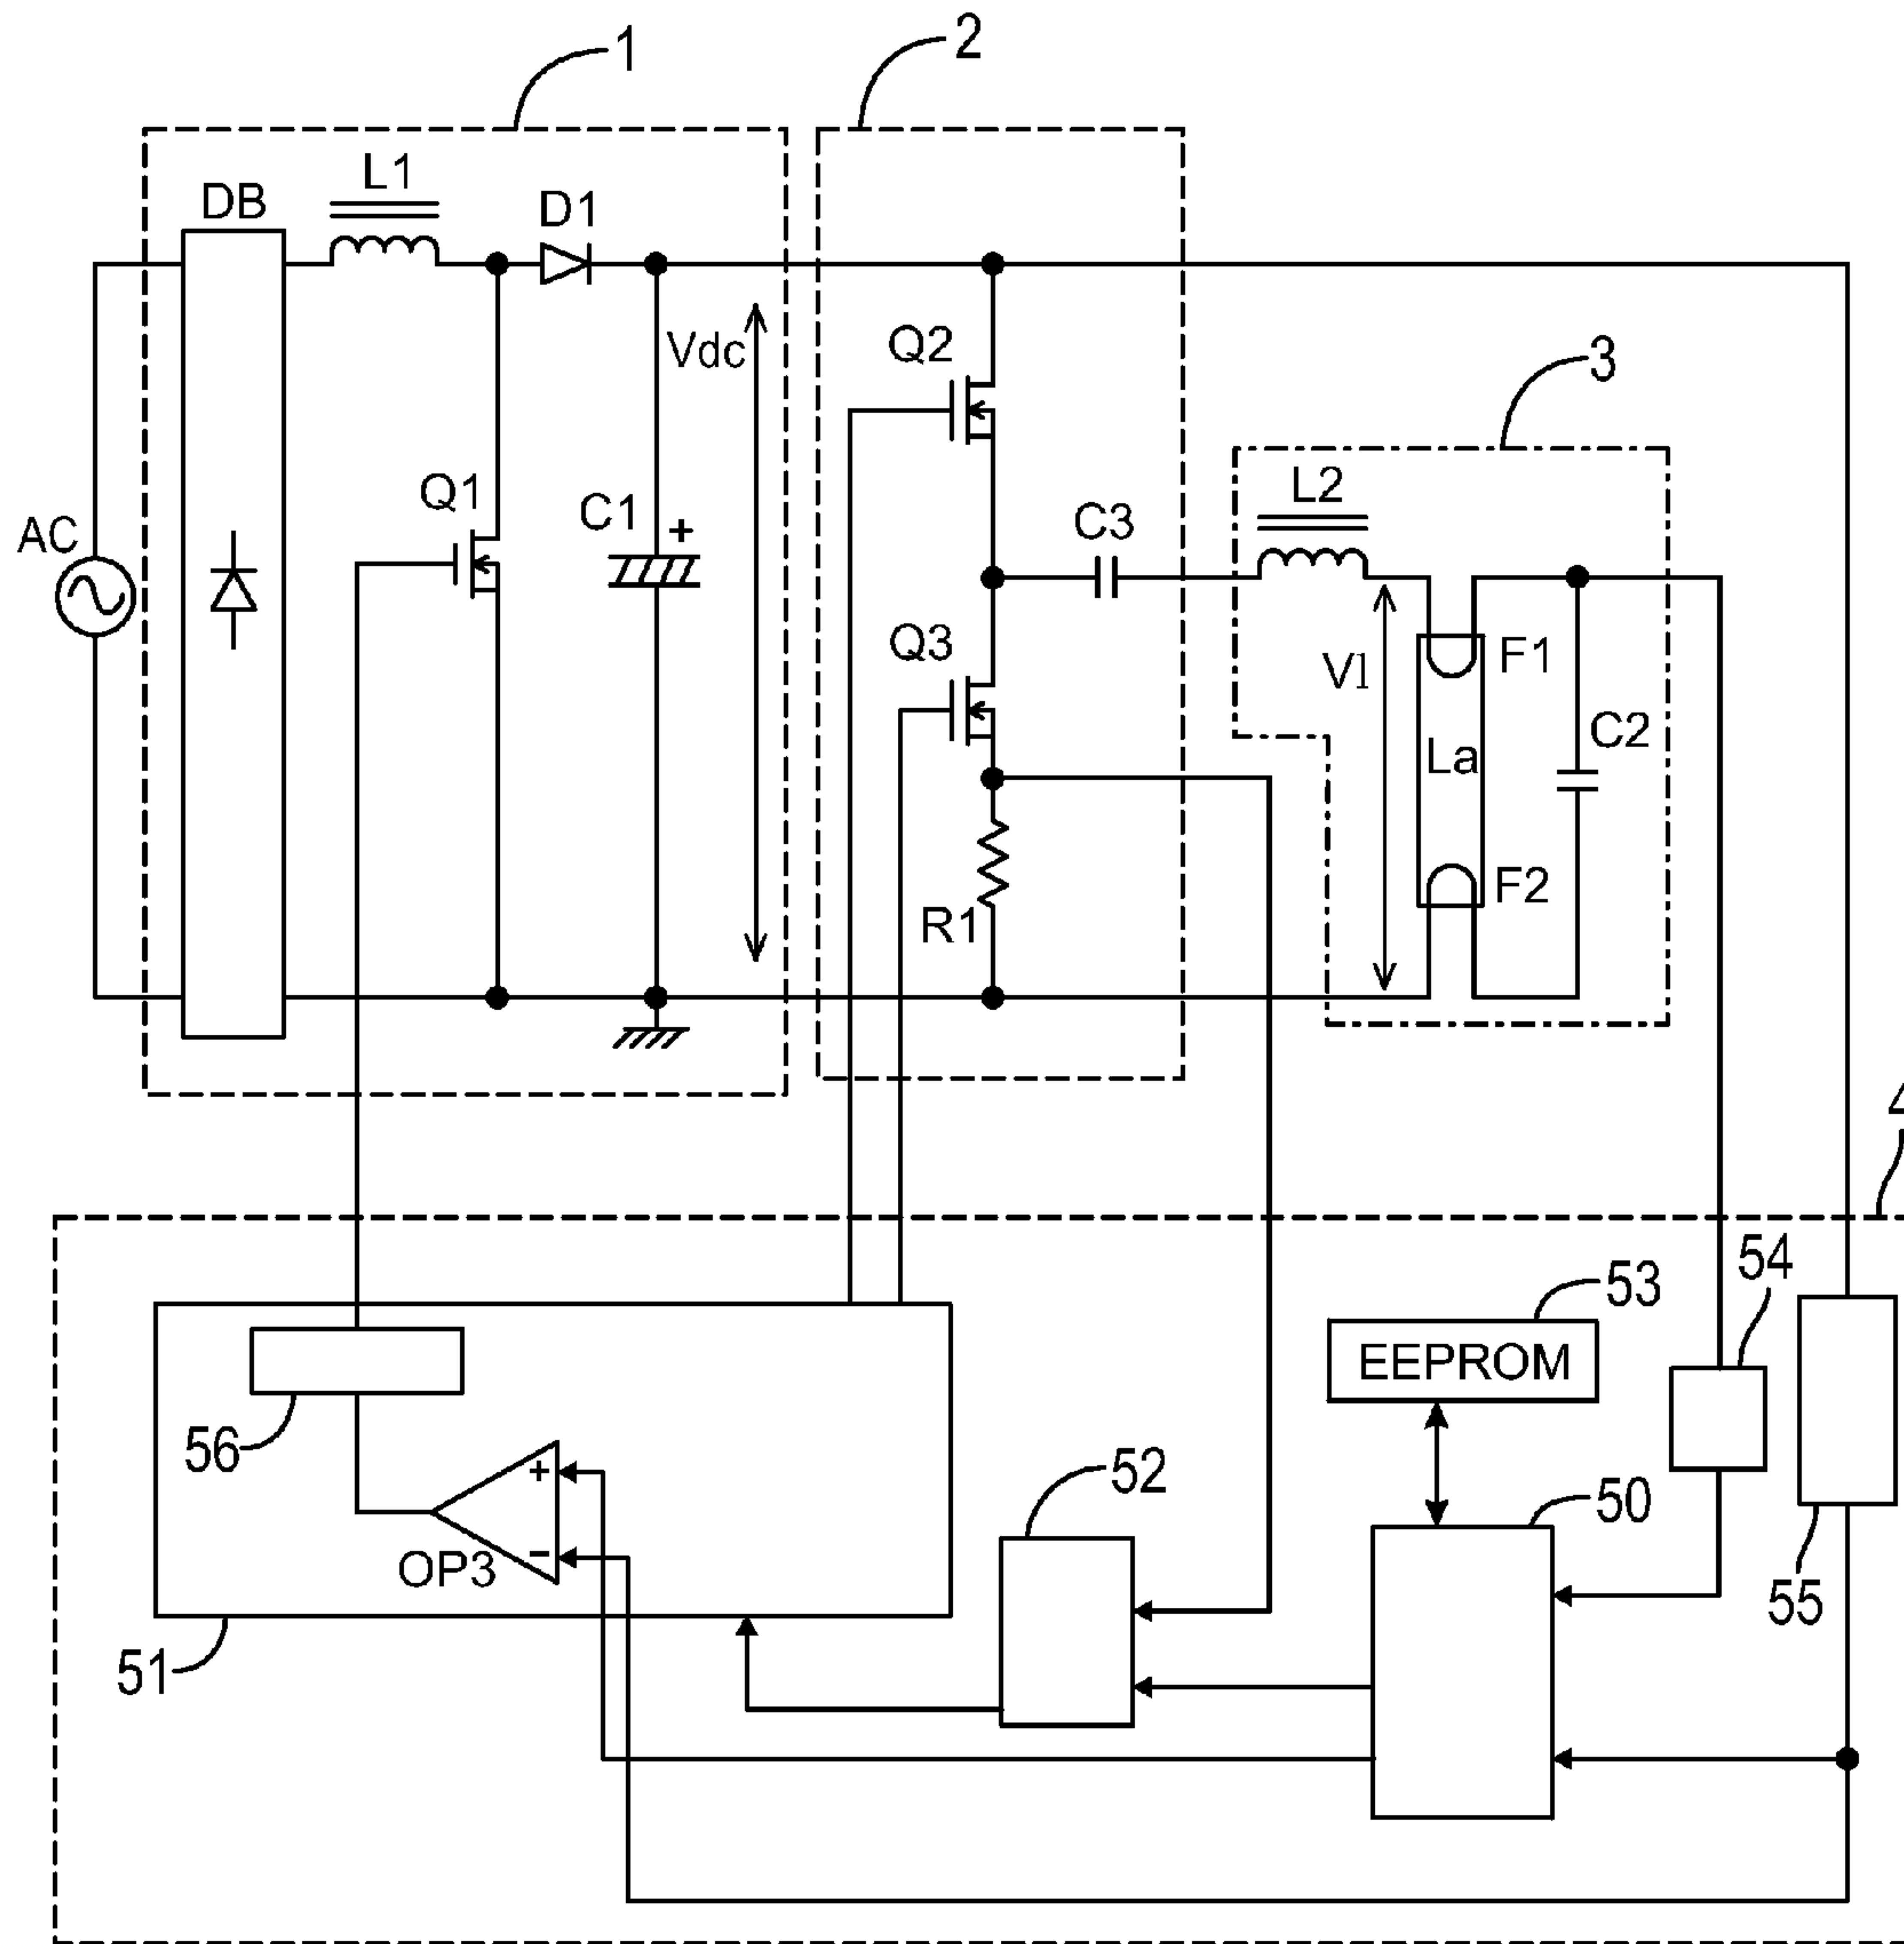 1
2
L1
DB
D1
Vdc
Q2
3
Q1
C1
+
AC
L2
C3
Q3
F1
Vl
C2
La
F2
R1
4
54
53
EEPROM
56
52
50
+
-
OP3
55
51